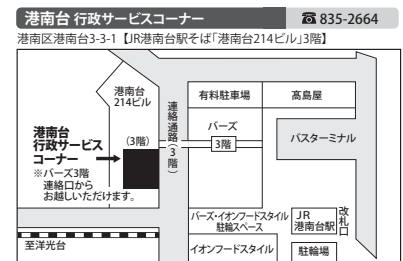 港南台 行政サービスコーナー ☎835-2664
港南区港南台3-3-1【JR港南台駅そば「港南台214ビル」3階】
港南台
214ビル
有料駐車場
髙島屋
連絡通路(3階)
バーズ
3階
バスターミナル
港南台
行政サービス
コーナー
(3階)
※バーズ3階
連絡口から
お越しいただけます。
バーズ・イオンフードスタイル
駐輪スペース
JR
港南台駅
改札口
至洋光台
イオンフードスタイル
駐輪場